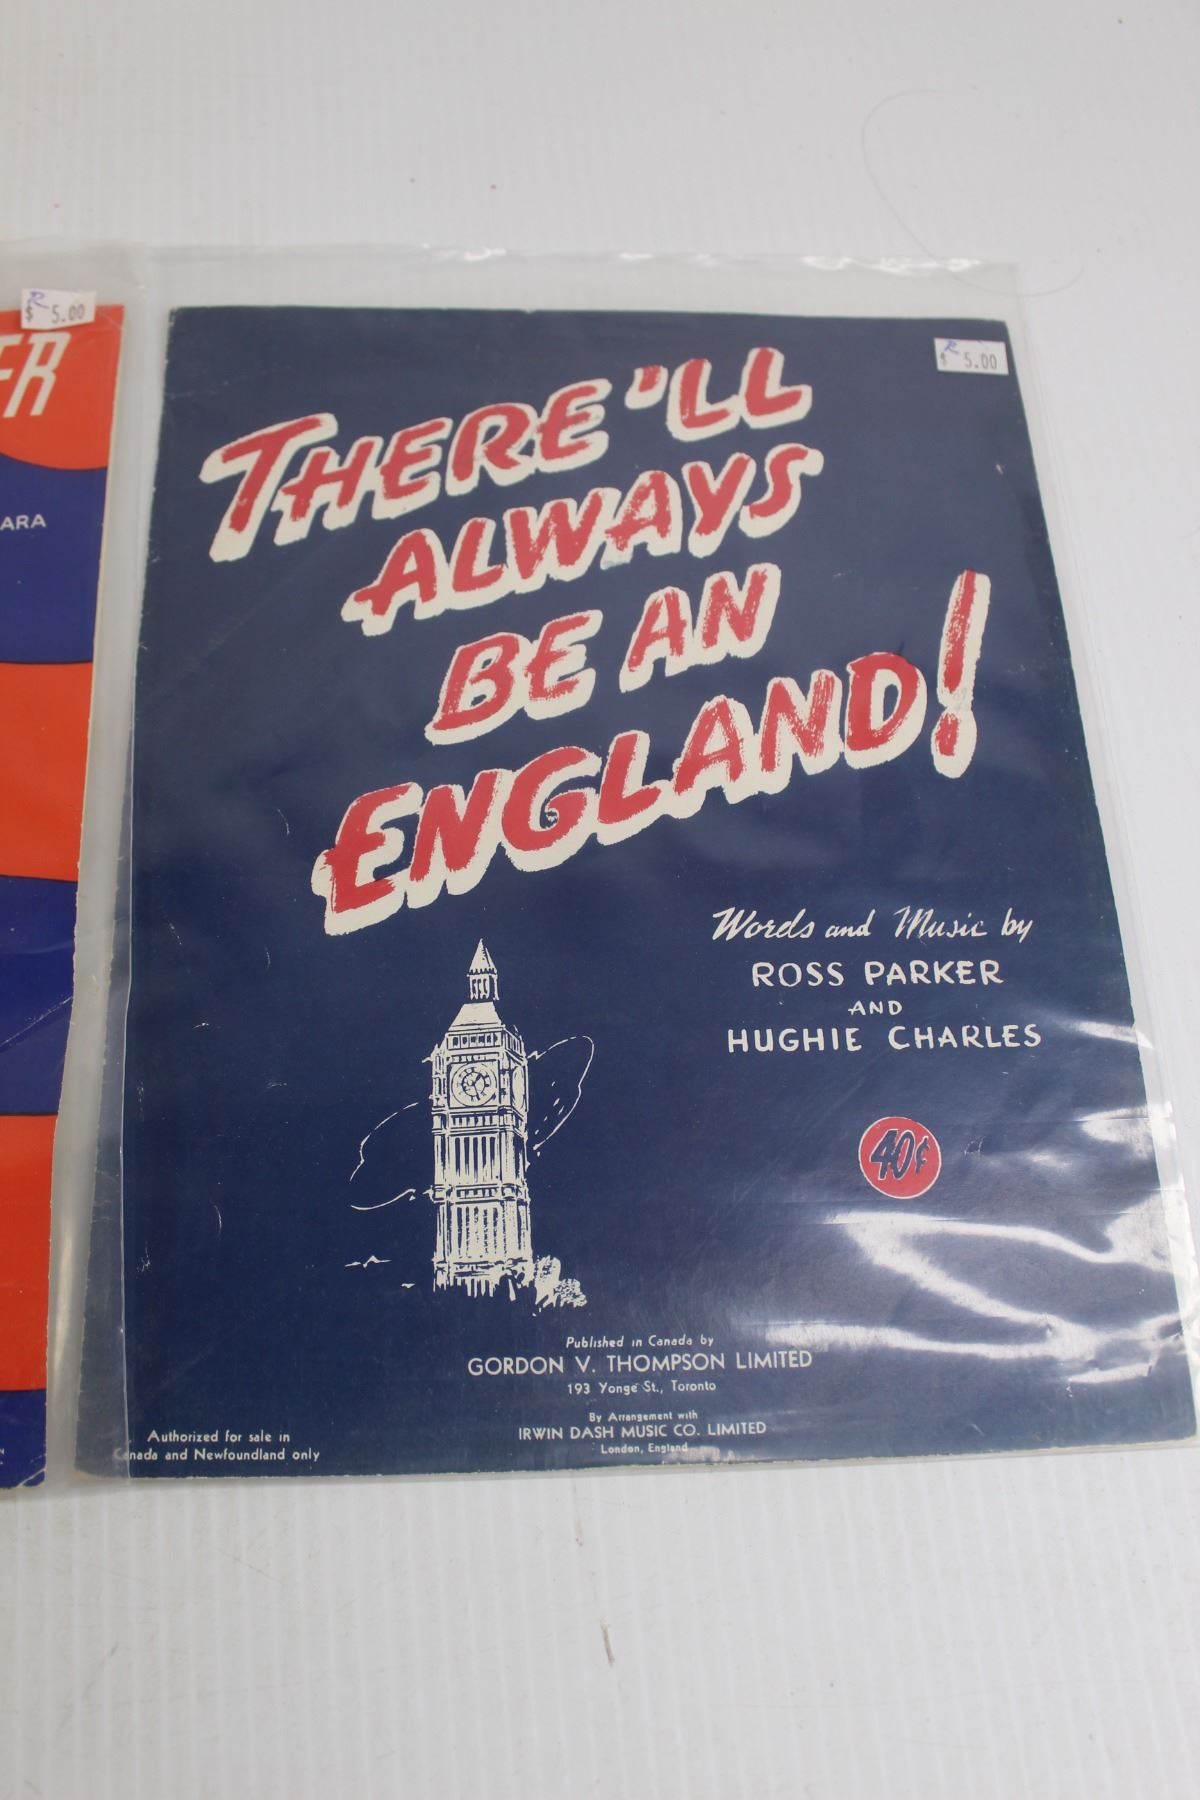 R
$ 5.00
ER
ARA
N
R
$ 5.00
THERE'LL
ALWAYS
BE AN
ENGLAND!
Words and Music by
ROSS PARKER
AND
HUGHIE CHARLES
40¢
Published in Canada by
GORDON V. THOMPSON LIMITED
193 Yonge St., Toronto
By Arrangement with
IRWIN DASH MUSIC CO. LIMITED
London, England
Authorized for sale in
Canada and Newfoundland only